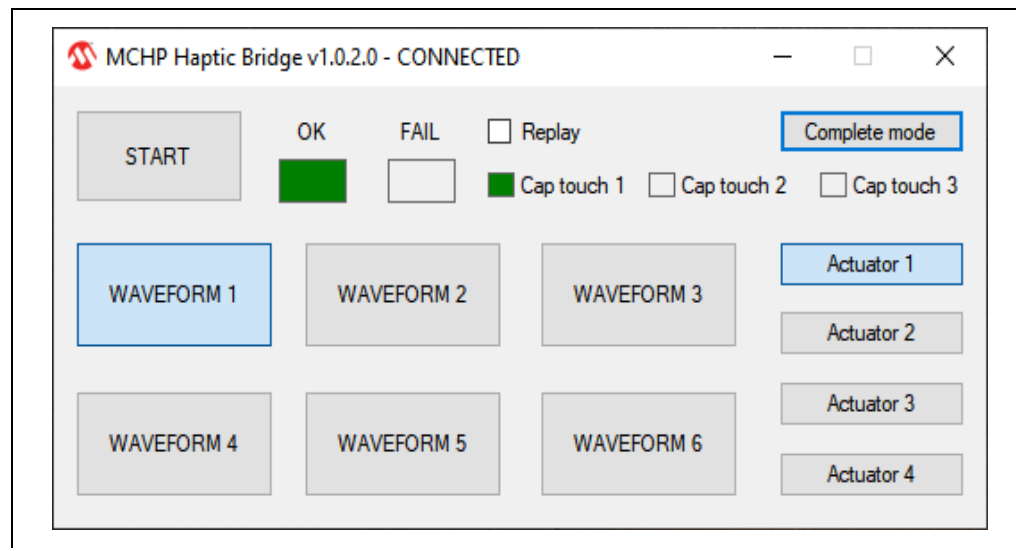 MCHP Haptic Bridge v1.0.2.0 - CONNECTED
START
OK
FAIL
Replay
Complete mode
Cap touch 1
Cap touch 2
Cap touch 3
WAVEFORM 1
WAVEFORM 2
WAVEFORM 3
Actuator 1
Actuator 2
WAVEFORM 4
WAVEFORM 5
WAVEFORM 6
Actuator 3
Actuator 4